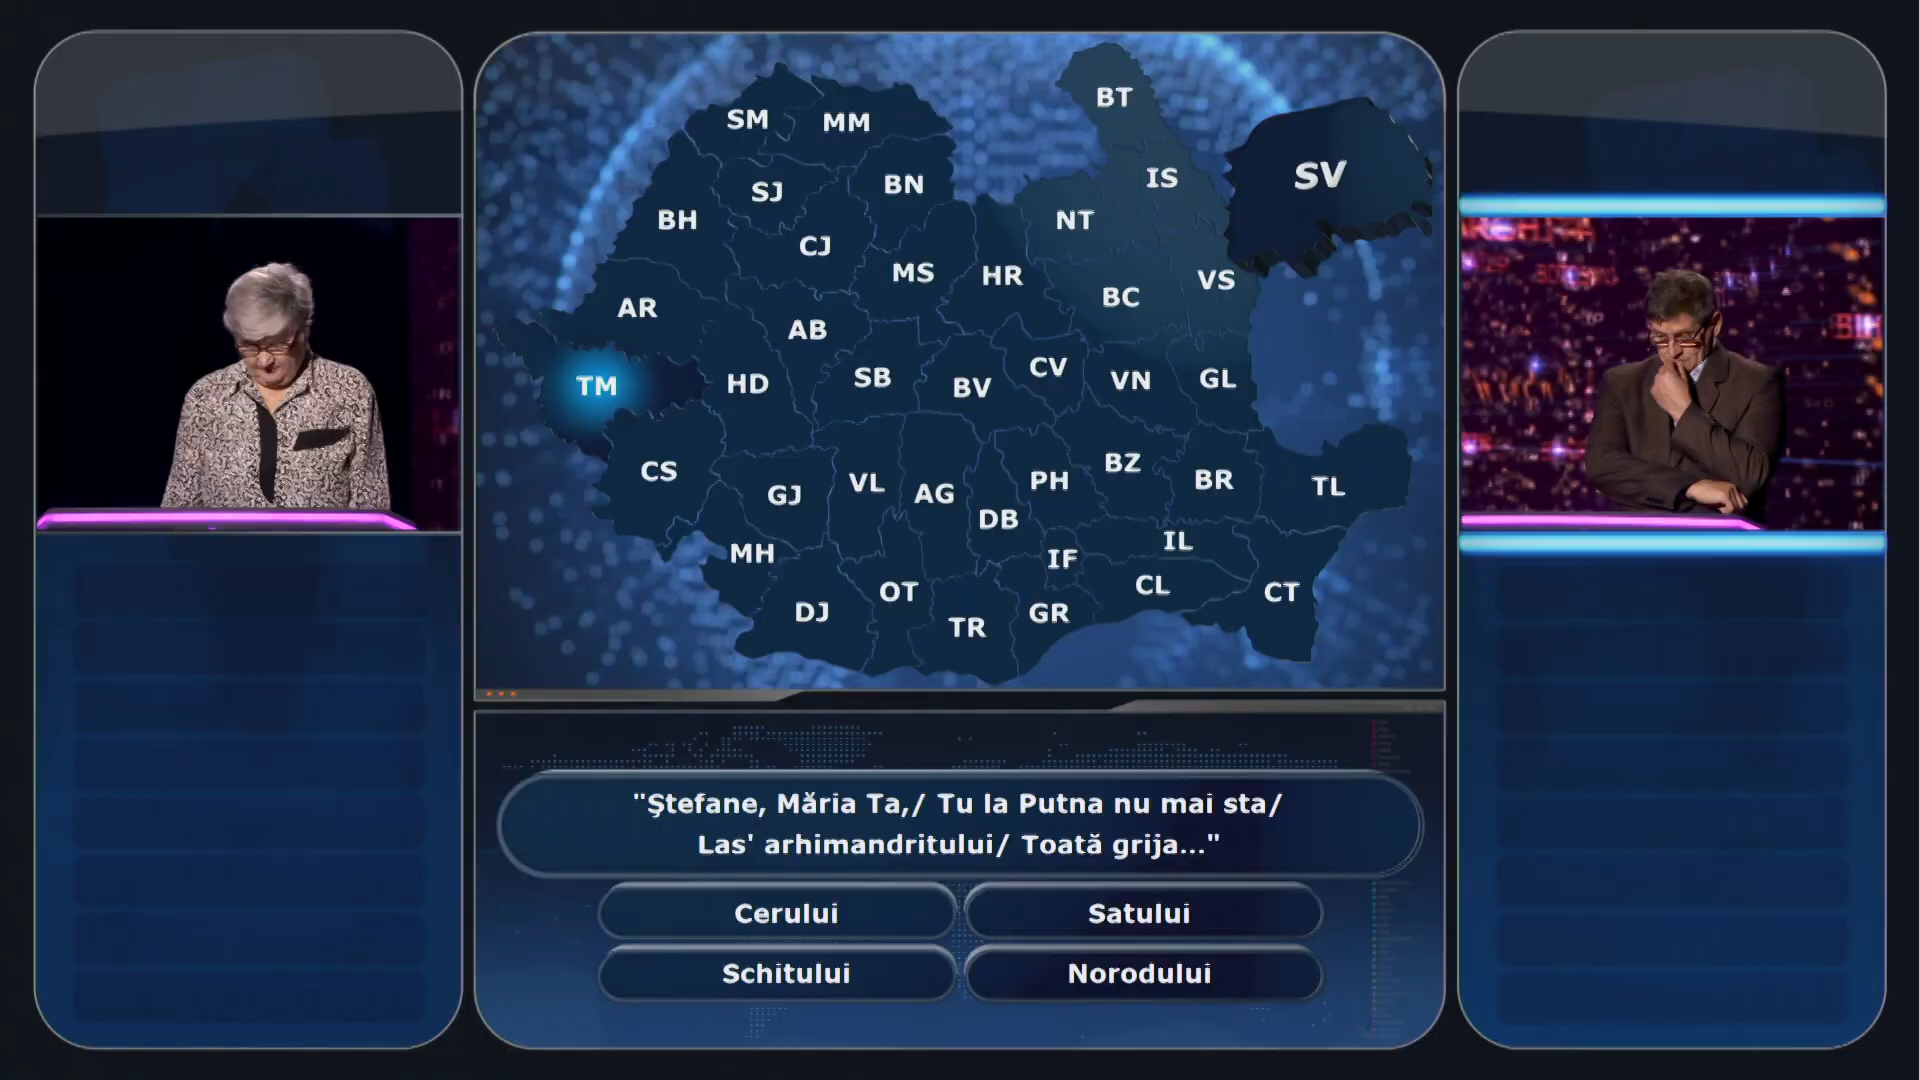 BT
SM
MM
SV
IS
BN
SJ
NT
BH
CJ
MS
HR
VS
BC
AR
AB
CV
SB
GL
VN
TM
HD
BV
BZ
CS
PH
BR
VL
TL
AG
GJ
DB
IL
MH
IF
CL
OT
CT
DJ
GR
TR
"Ștefane, Măria Ta,/ Tu la Putna nu mai sta/
Las' arhimandritului/ Toată grija..."
Cerului
Satului
Schitului
Norodului